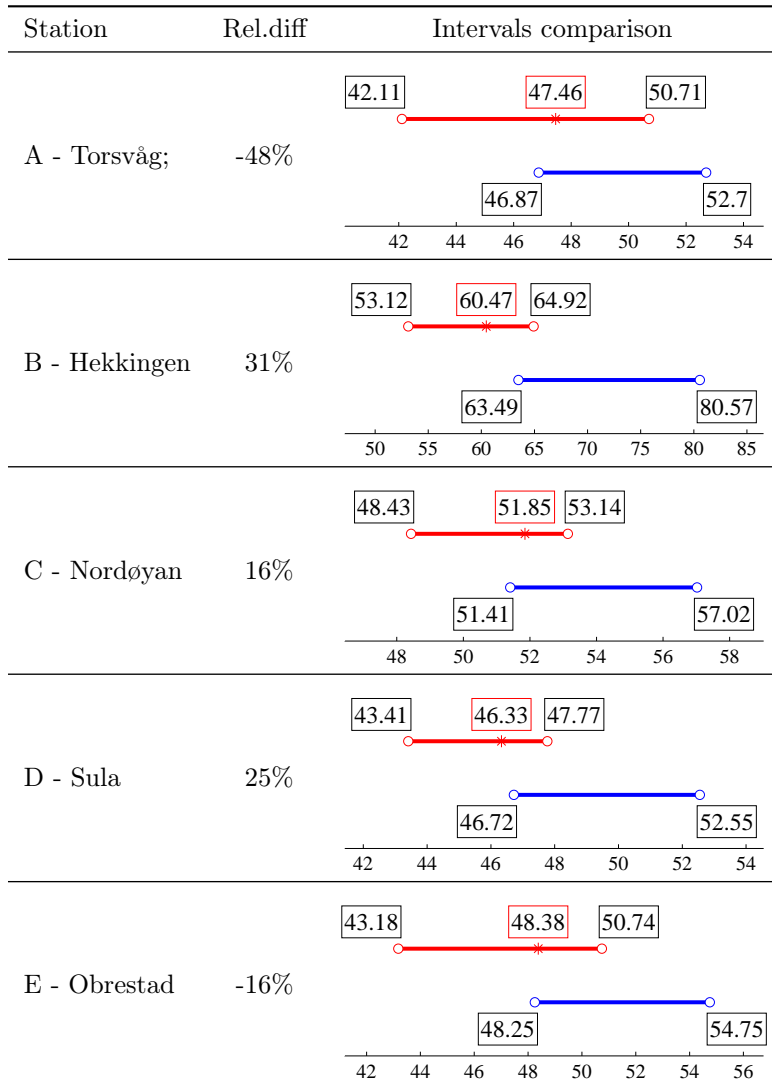 Station Rel.diff Intervals comparison
42.11 47.46 50.71
A - Torsvåg; -48%
46.87 52.7
42 44 46 48 50 52 54
53.12 60.47 64.92
B - Hekkingen 31%
63.49 80.57
50 55 60 65 70 75 80 85
48.43 51.85 53.14
C - Nordøyan 16%
51.41 57.02
48 50 52 54 56 58
43.41 46.33 47.77
D - Sula 25%
46.72 52.55
42 44 46 48 50 52 54
43.18 48.38 50.74
E - Obrestad -16%
48.25 54.75
42 44 46 48 50 52 54 56